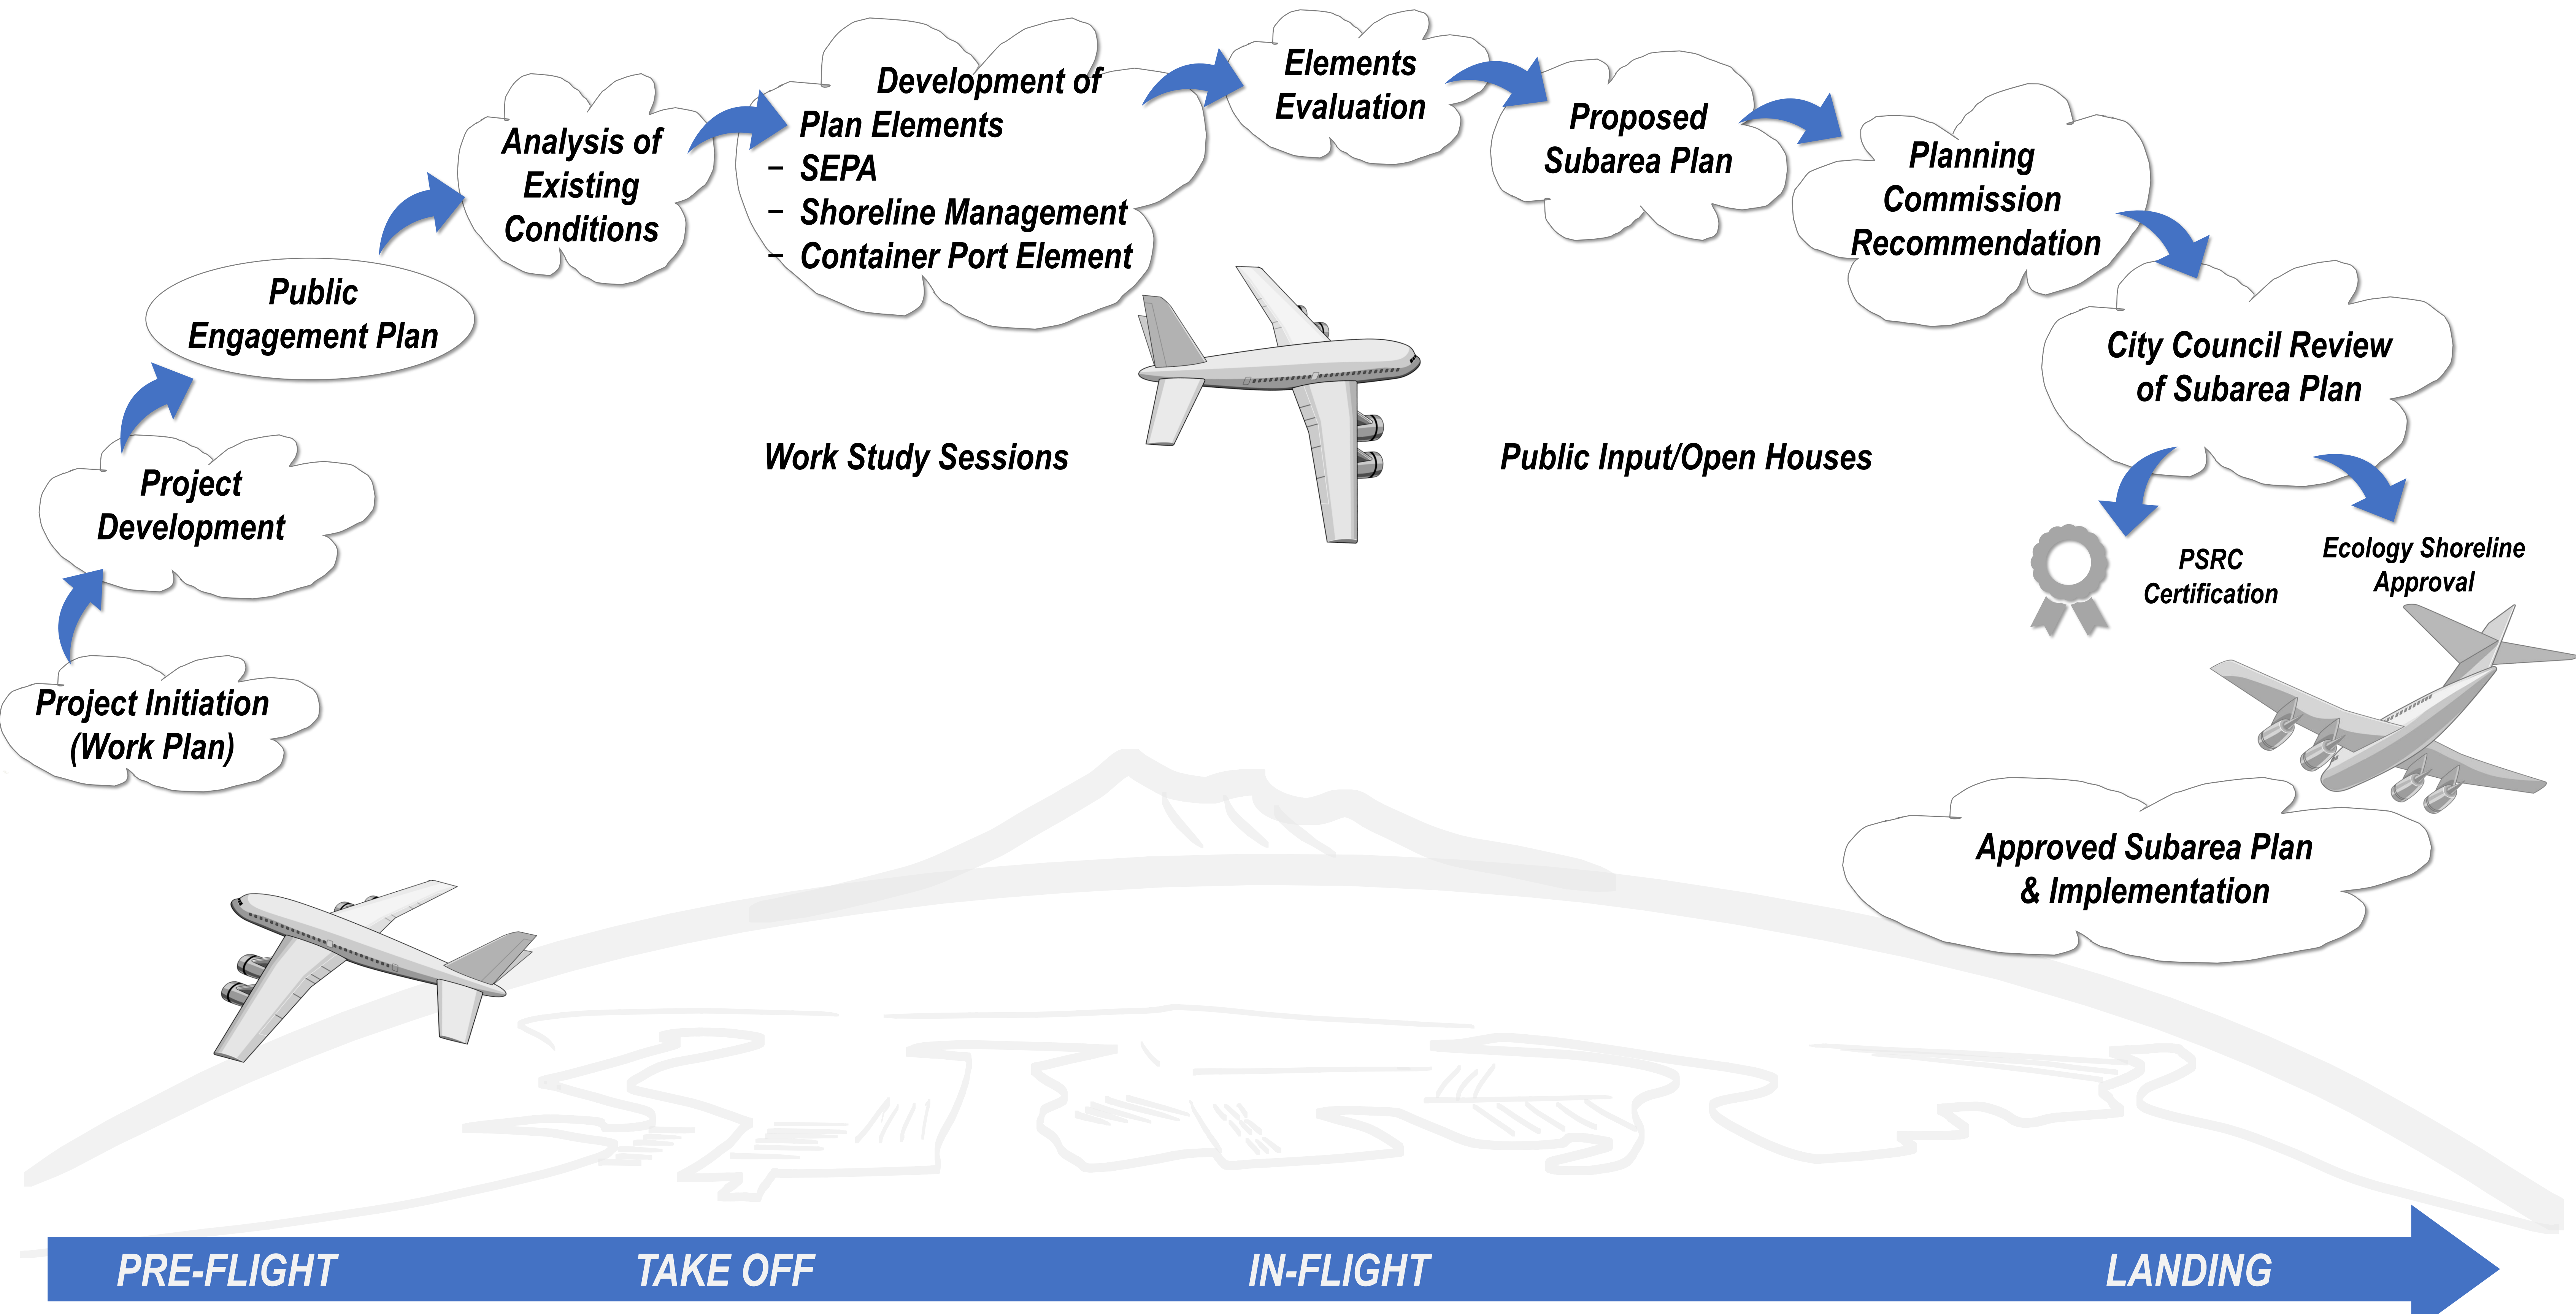 Project Initiation
(Work Plan)
Project
Development
Public
Engagement Plan
Analysis of
Existing
Conditions
Development of
Plan Elements
– SEPA
– Shoreline Management
– Container Port Element
Elements
Evaluation
Proposed
Subarea Plan
Planning
Commission
Recommendation
City Council Review
of Subarea Plan
Work Study Sessions
Public Input/Open Houses
PSRC
Certification
Ecology Shoreline
Approval
Approved Subarea Plan
& Implementation
PRE-FLIGHT
TAKE OFF
IN-FLIGHT
LANDING